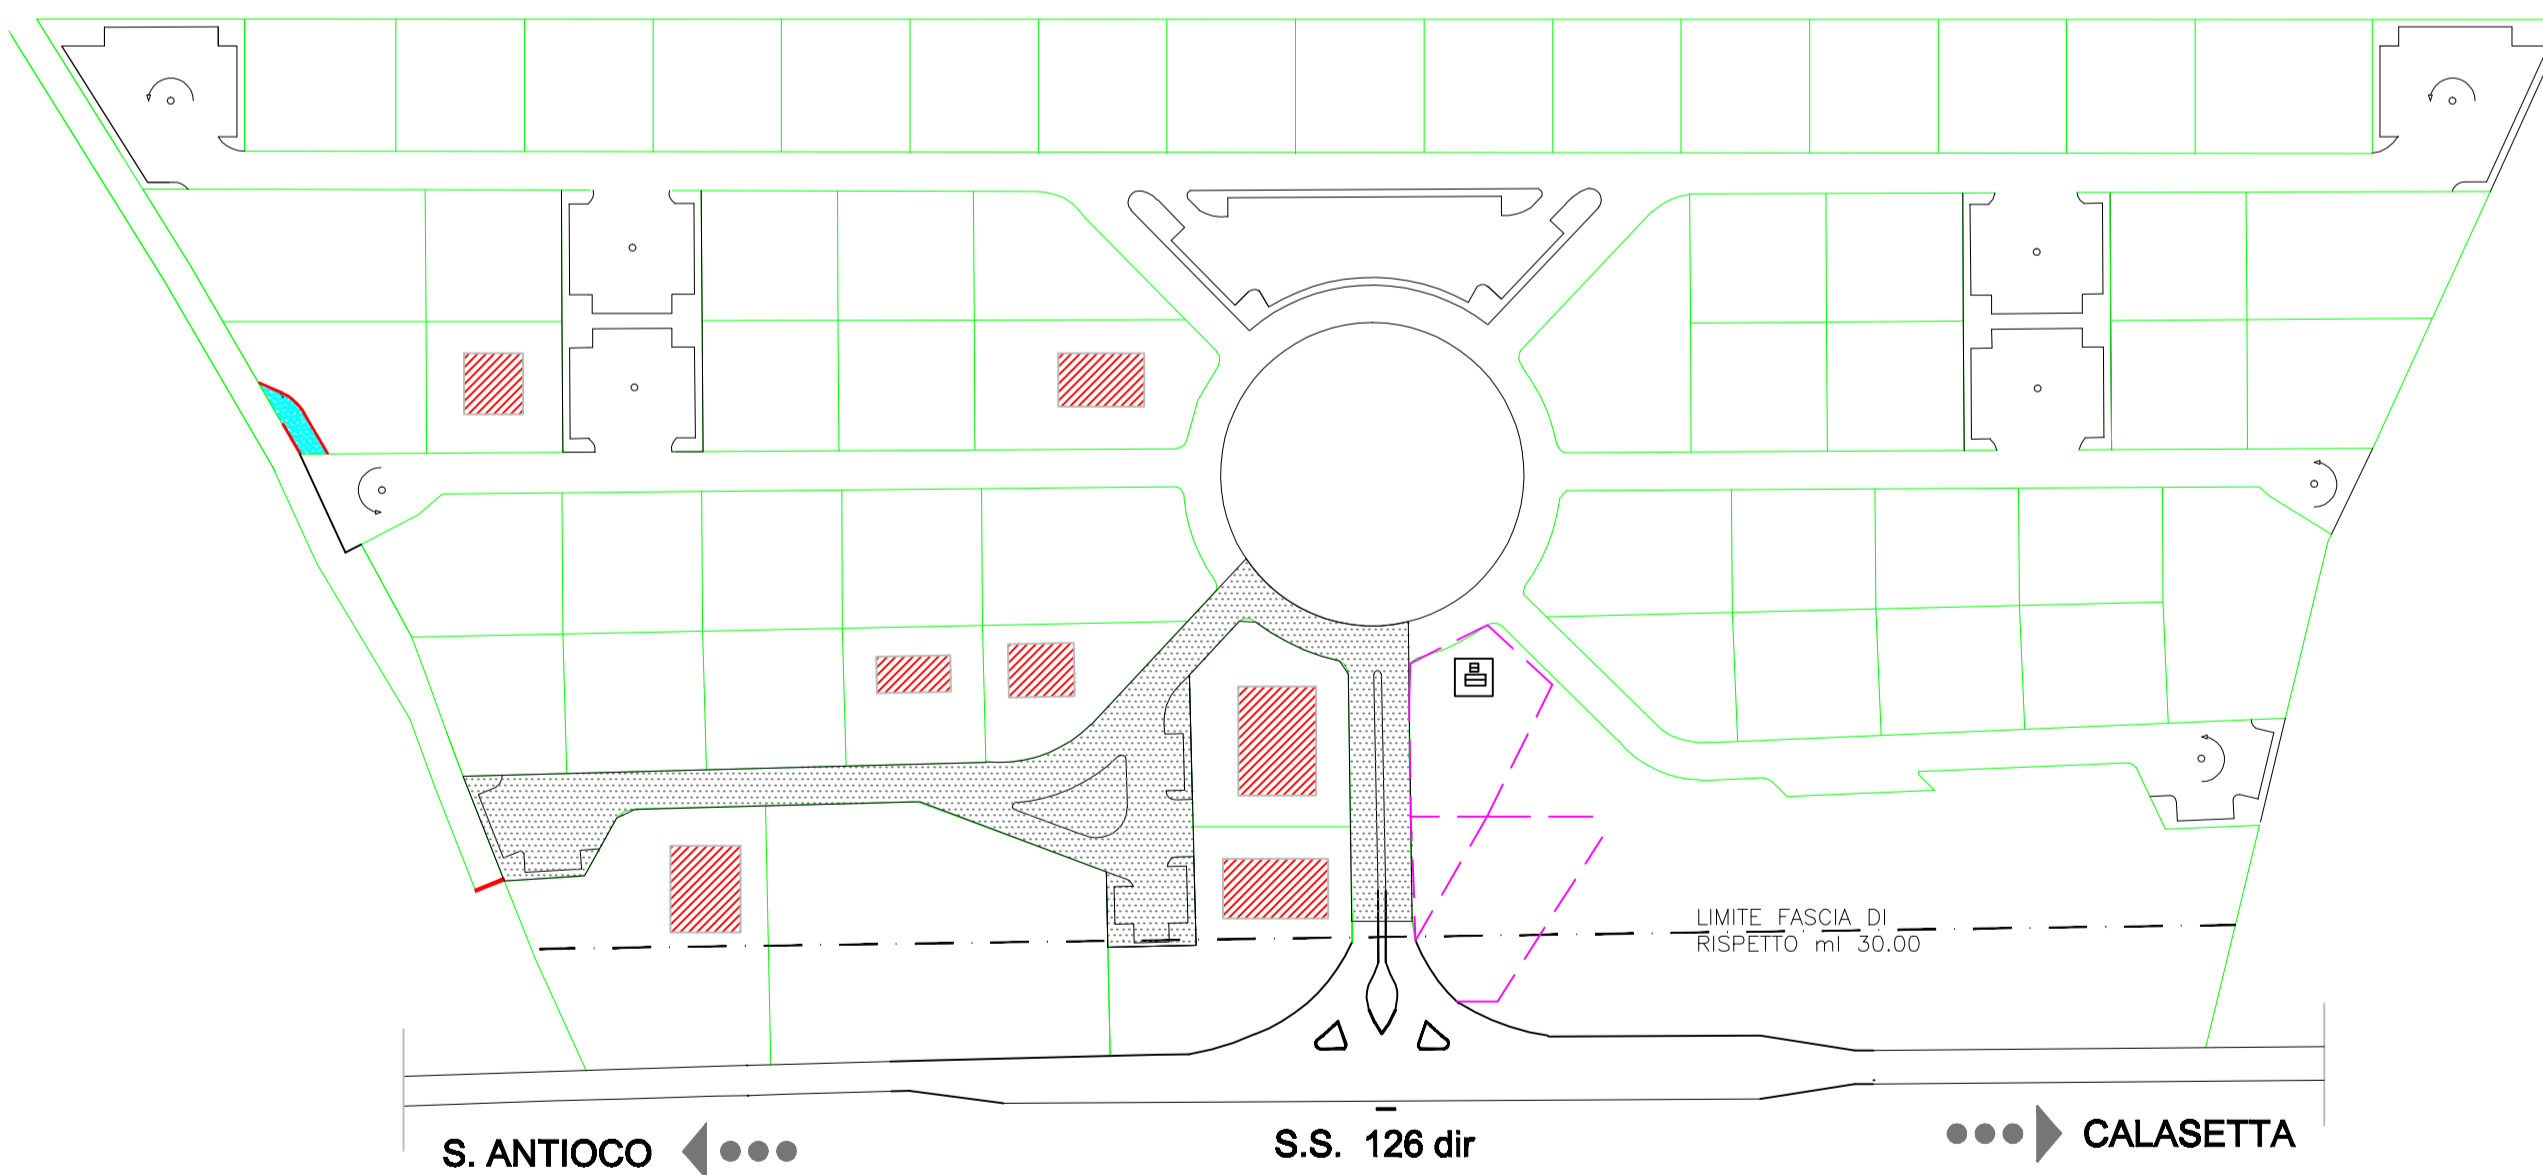 LIMITE FASCIA DI
RISPETTO ml 30.00
S. ANTIOCO
S.S. 126 dir
CALASETTA